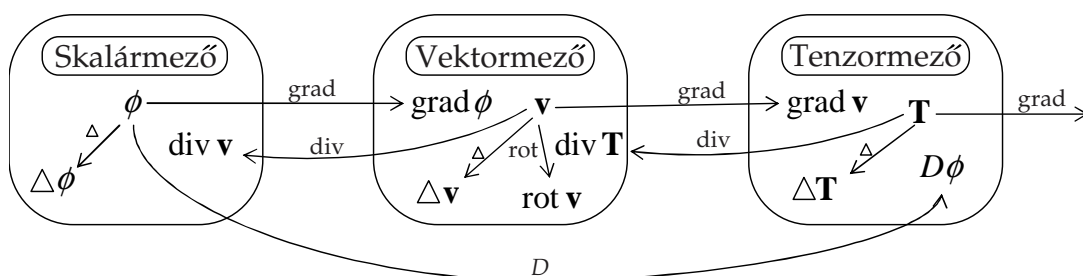 Skalármező Vektormező Tenzormező
ϕ grad grad ϕ v grad grad v T grad
△ div v div △ rot div T div △ Dϕ
△ϕ △v rot v △T
D